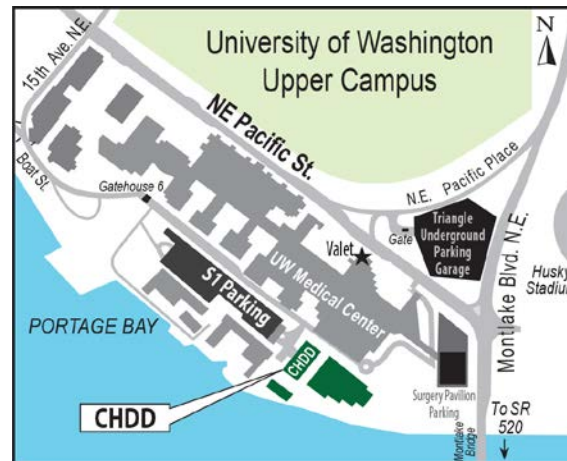 N
University of Washington
Upper Campus
15th Ave. N.E.
NE Pacific St.
Boat St.
Gatehouse 6
N.E. Pacific Place
Gate
Triangle
Underground
Parking
Garage
Valet
UW Medical Center
S1 Parking
Montlake Blvd. N.E.
Husky
Stadium
PORTAGE BAY
CHDD
CHDD
Surgery Pavilion
Parking
Montlake
Bridge
To SR
520